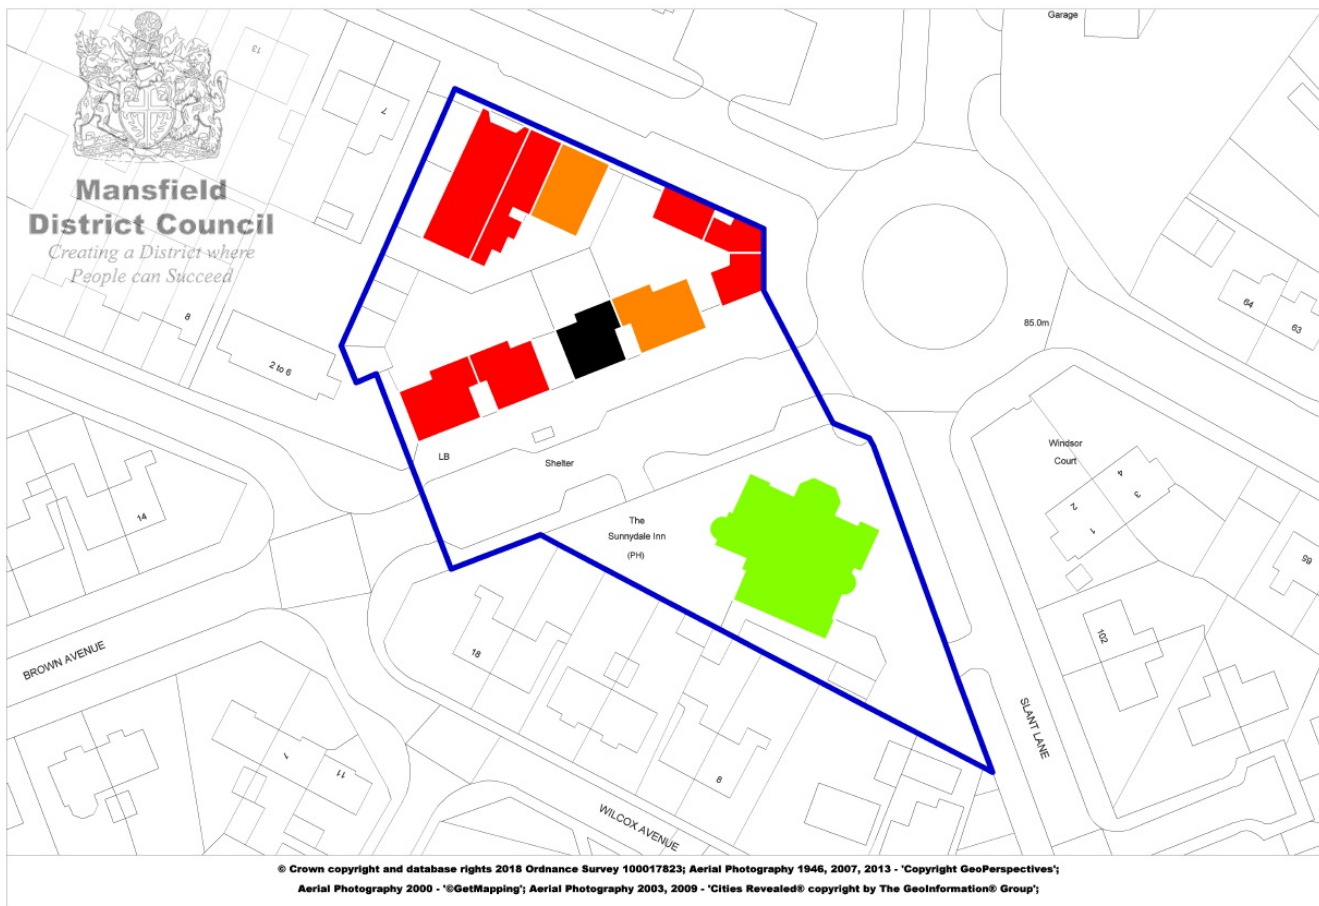 Garage
13
7
Mansfield
District Council
Creating a District where
People can Succeed
8
2 to 6
64
63
85.0m
LB
Shelter
Windsor
Court
4
3
2
1
14
The
Sunnydale Inn
(PH)
65
18
102
BROWN AVENUE
1
11
8
SLANT LANE
WILCOX AVENUE
© Crown copyright and database rights 2018 Ordnance Survey 100017823; Aerial Photography 1946, 2007, 2013 - 'Copyright GeoPerspectives';
Aerial Photography 2000 - '©GetMapping'; Aerial Photography 2003, 2009 - 'Cities Revealed® copyright by The GeoInformation® Group';